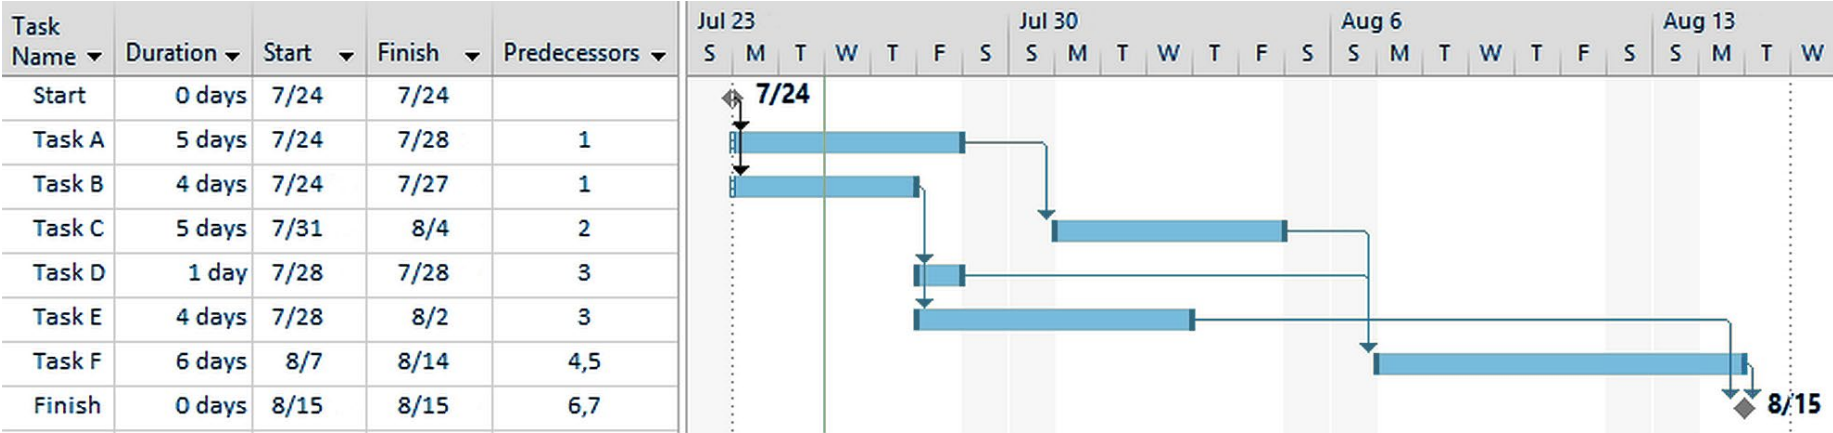 Task Name Duration Start Finish Predecessors
Jul 23 Jul 30 Aug 6 Aug 13
S M T W T F S S M T W T F S S M T W T F S S M T W
Start 0 days 7/24 7/24 7/24
Task A 5 days 7/24 7/28 1
Task B 4 days 7/24 7/27 1
Task C 5 days 7/31 8/4 2
Task D 1 day 7/28 7/28 3
Task E 4 days 7/28 8/2 3
Task F 6 days 8/7 8/14 4,5
Finish 0 days 8/15 8/15 6,7 8/15